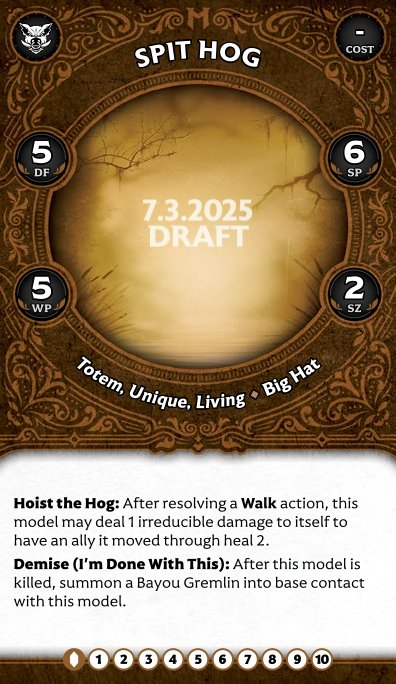 SPIT HOG
-
COST
5
DF
6
SP
7.3.2025
DRAFT
5
WP
2
SZ
Totem, Unique, Living ♦ Big Hat
Hoist the Hog: After resolving a Walk action, this
model may deal 1 irreducible damage to itself to
have an ally it moved through heal 2.
Demise (I'm Done With This): After this model is
killed, summon a Bayou Gremlin into base contact
with this model.
1 2 3 4 5 6 7 8 9 10